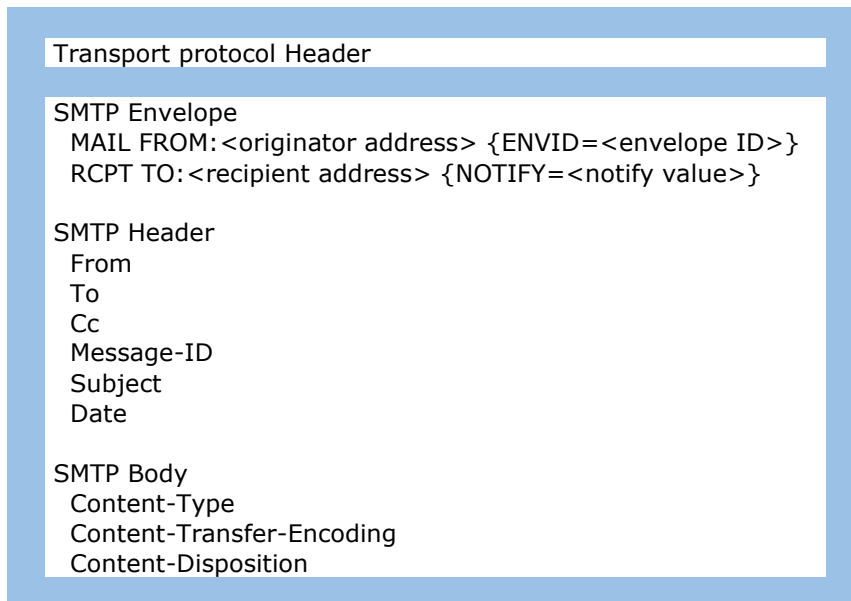 Transport protocol Header
SMTP Envelope
MAIL FROM:<originator address> {ENVID=<envelope ID>}
RCPT TO:<recipient address> {NOTIFY=<notify value>}
SMTP Header
From
To
Cc
Message-ID
Subject
Date
SMTP Body
Content-Type
Content-Transfer-Encoding
Content-Disposition